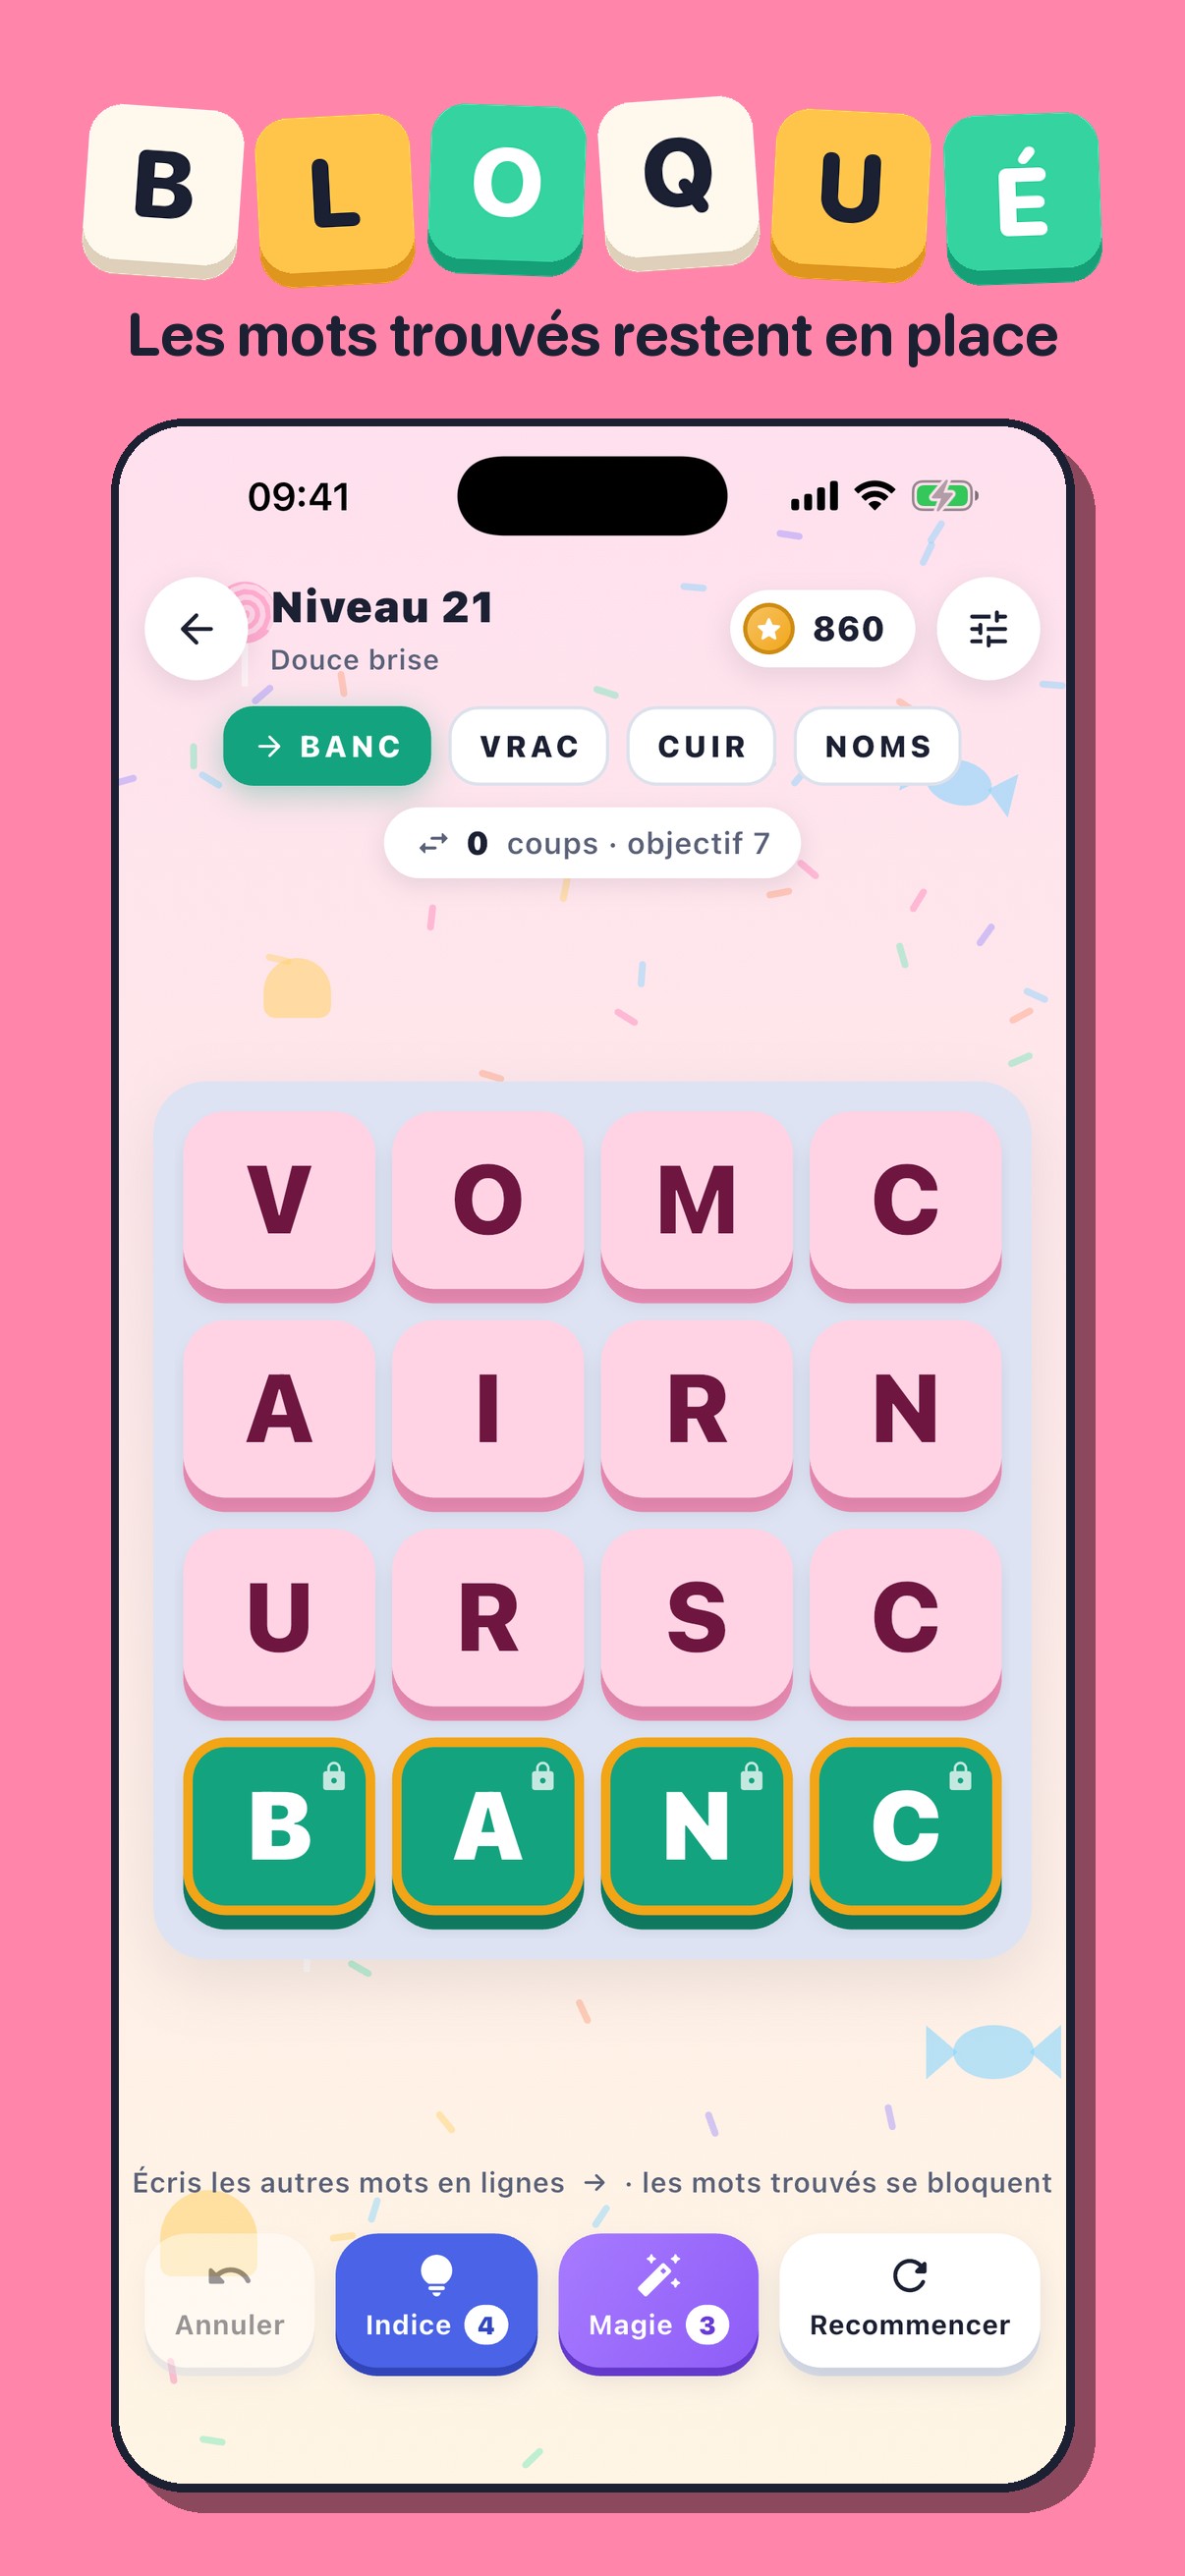 BLOQUÉ
Les mots trouvés restent en place
09:41
Niveau 21
Douce brise
860
→ BANC VRAC CUIR NOMS
0 coups · objectif 7
V O M C
A I R N
U R S C
B A N C
Écris les autres mots en lignes → · les mots trouvés se bloquent
Annuler
Indice 4
Magie 3
Recommencer